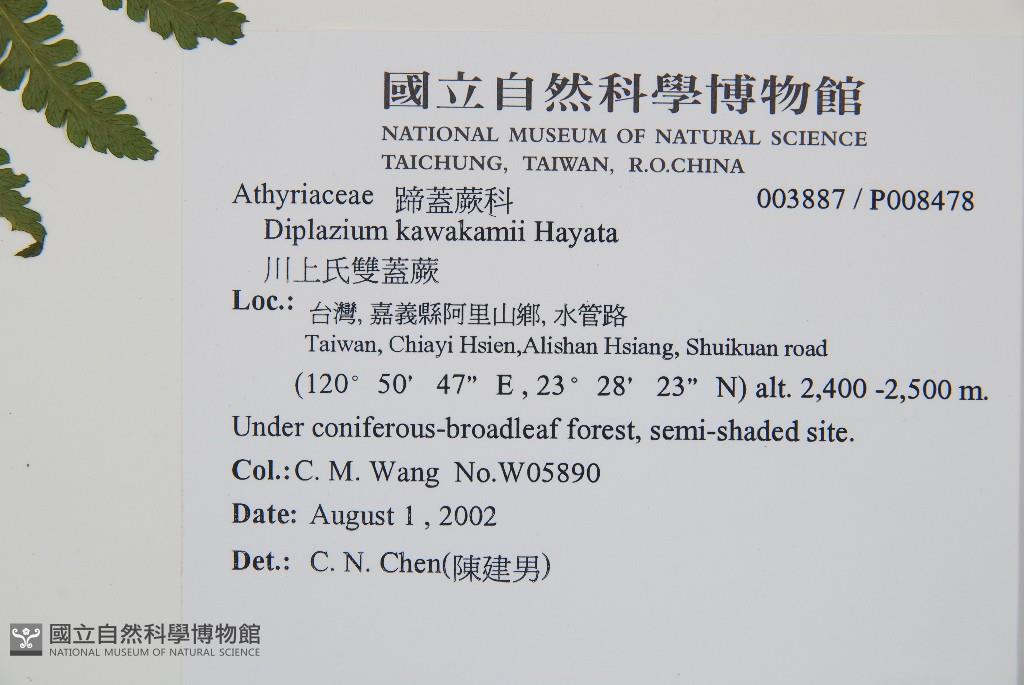 國立自然科學博物館
NATIONAL MUSEUM OF NATURAL SCIENCE
TAICHUNG, TAIWAN, R.O.CHINA
Athyriaceae 蹄蓋蕨科 003887 / P008478
Diplazium kawakamii Hayata
川上氏雙蓋蕨
Loc.: 台灣, 嘉義縣阿里山鄉, 水管路
Taiwan, Chiayi Hsien,Alishan Hsiang, Shuikuan road
(120° 50' 47" E , 23° 28' 23" N) alt. 2,400 -2,500 m.
Under coniferous-broadleaf forest, semi-shaded site.
Col.: C. M. Wang No.W05890
Date: August 1 , 2002
Det.: C. N. Chen(陳建男)
國立自然科學博物館
NATIONAL MUSEUM OF NATURAL SCIENCE